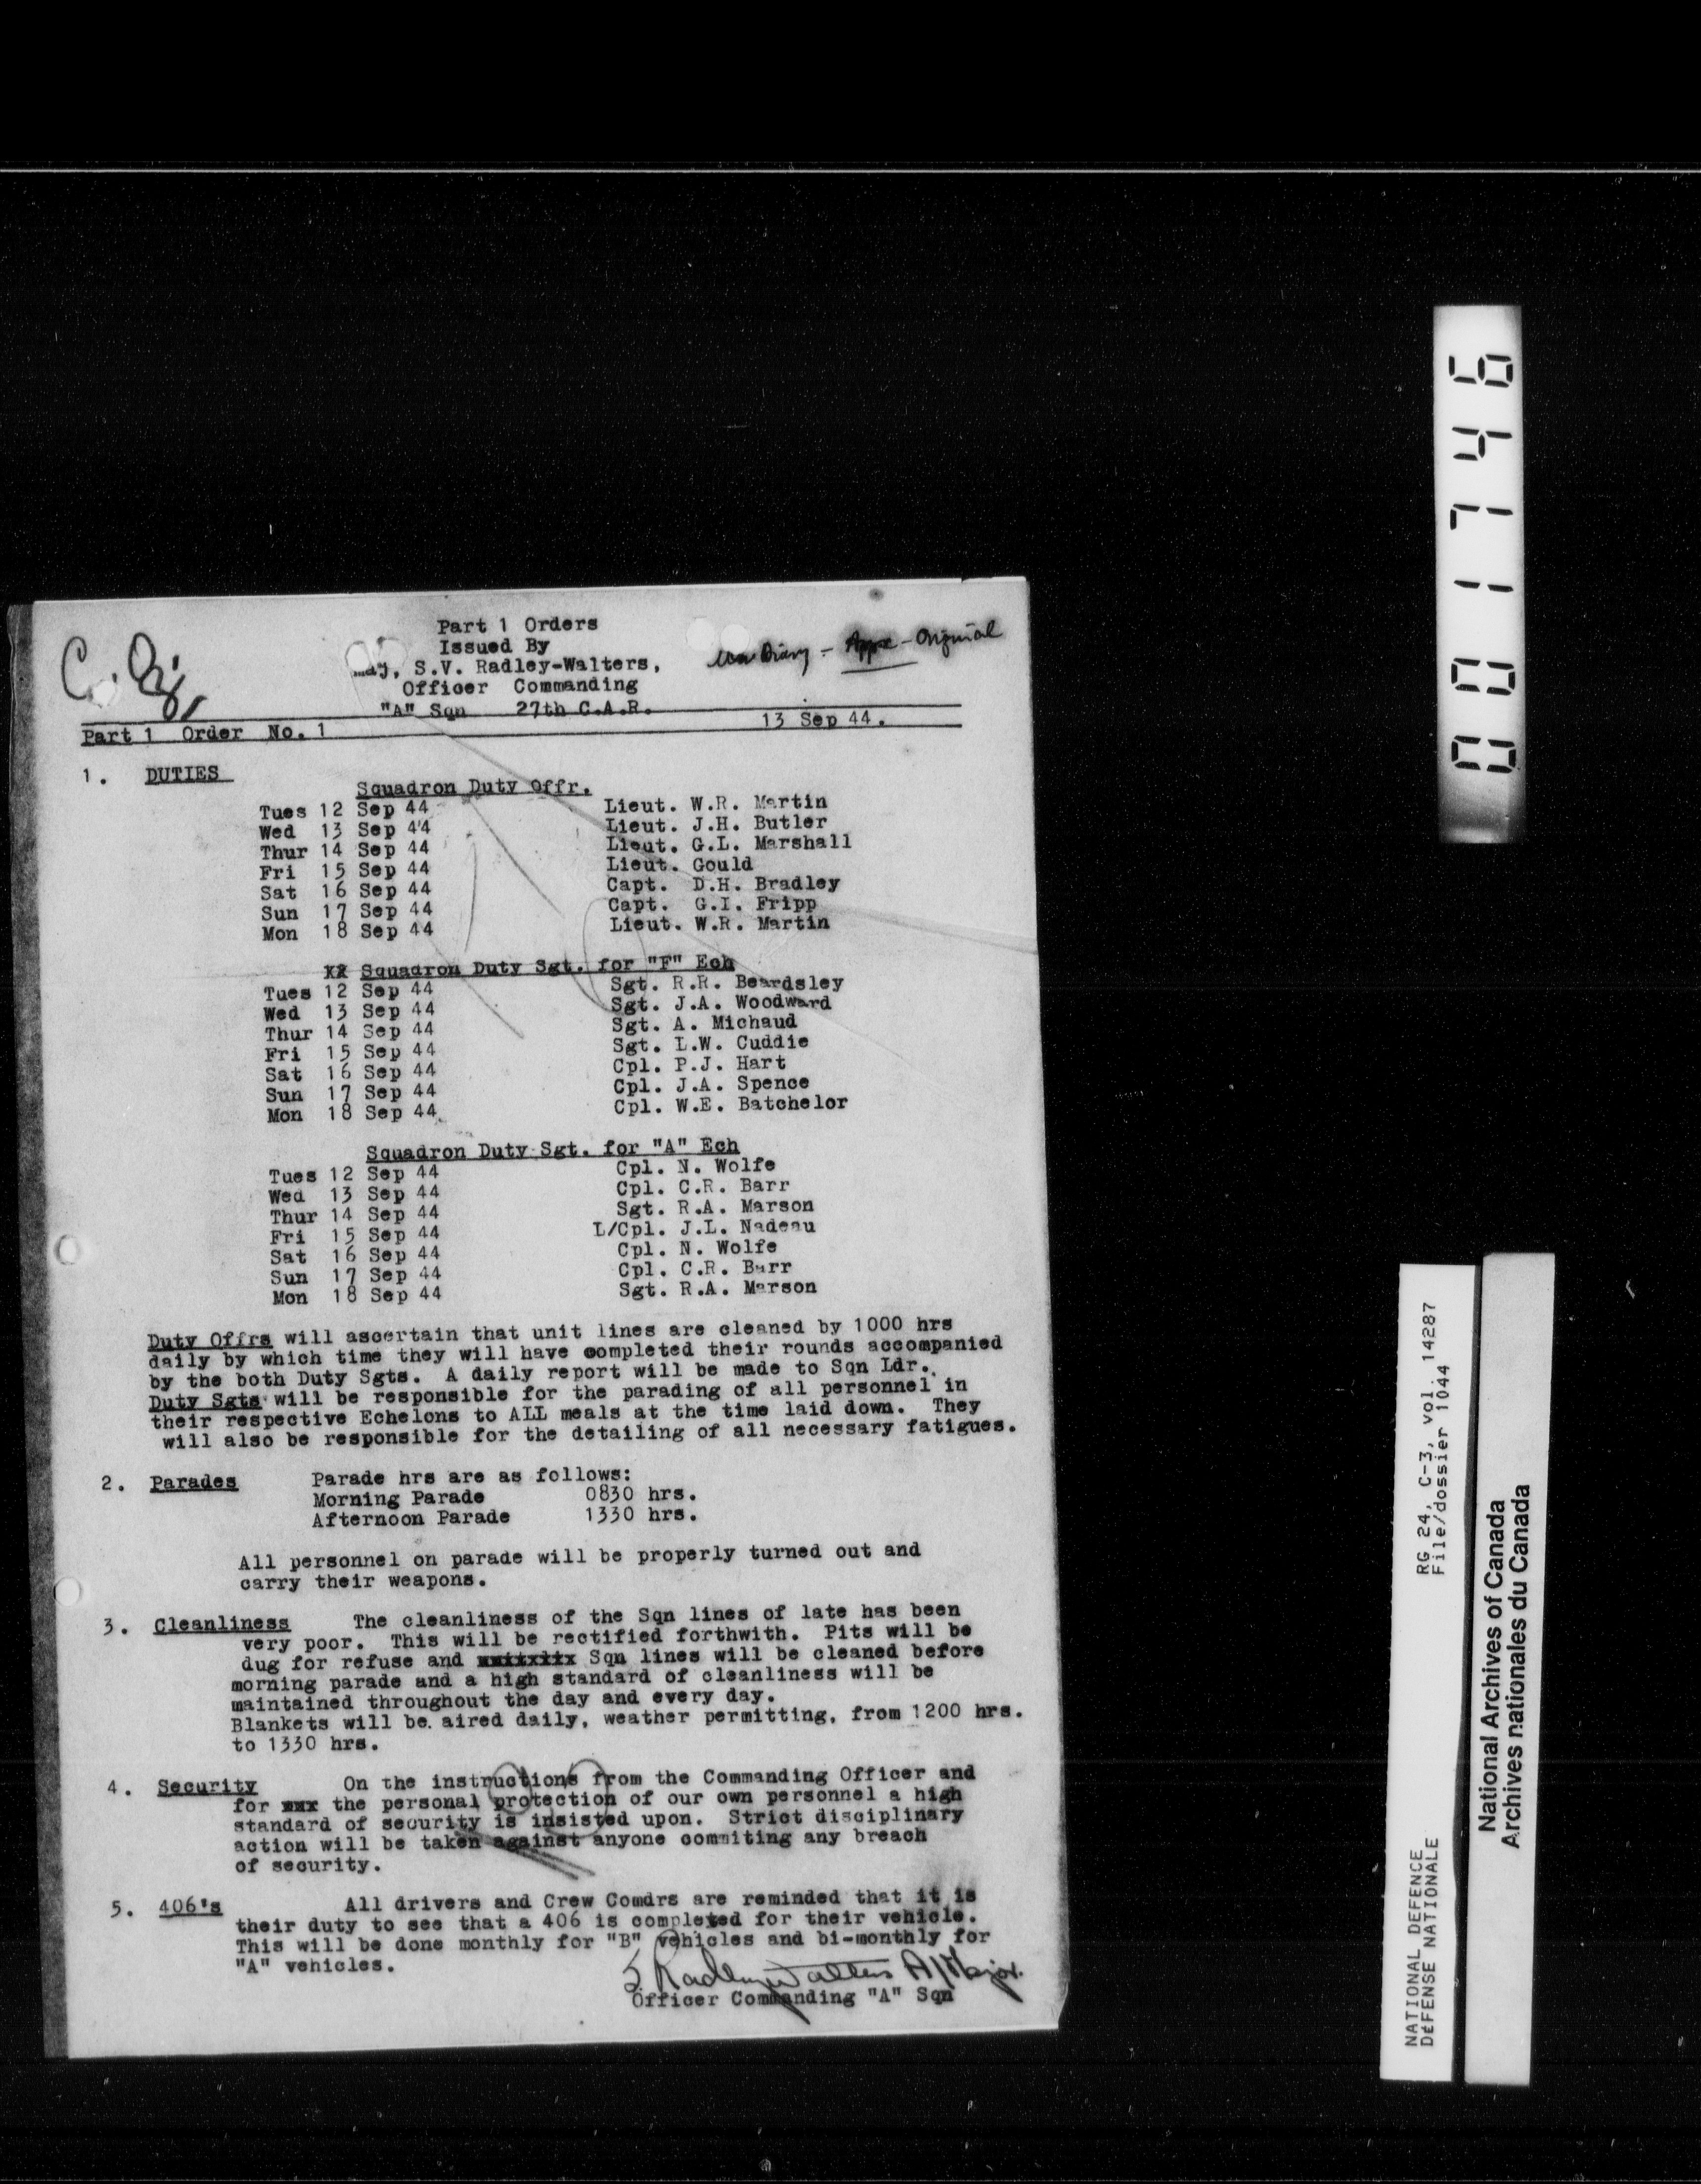 Part 1 Orders
Issued By
Maj. S.V. Radley-Walters,
Officer Commanding
"A" Sqn 27th C.A.R.
War Diary - Appx - Original
Part 1 Order No. 1 13 Sep 44.
1. DUTIES
Squadron Duty Offr.
Tues 12 Sep 44 Lieut. W.R. Martin
Wed 13 Sep 44 Lieut. J.H. Butler
Thur 14 Sep 44 Lieut. G.L. Marshall
Fri 15 Sep 44 Lieut. Gould
Sat 16 Sep 44 Capt. D.H. Bradley
Sun 17 Sep 44 Capt. G.I. Fripp
Mon 18 Sep 44 Lieut. W.R. Martin
Squadron Duty Sgt. for "F" Ech
Tues 12 Sep 44 Sgt. R.R. Beardsley
Wed 13 Sep 44 Sgt. J.A. Woodward
Thur 14 Sep 44 Sgt. A. Michaud
Fri 15 Sep 44 Sgt. L.W. Cuddie
Sat 16 Sep 44 Cpl. P.J. Hart
Sun 17 Sep 44 Cpl. J.A. Spence
Mon 18 Sep 44 Cpl. W.E. Batchelor
Squadron Duty Sgt. for "A" Ech
Tues 12 Sep 44 Cpl. N. Wolfe
Wed 13 Sep 44 Cpl. C.R. Barr
Thur 14 Sep 44 Sgt. R.A. Marson
Fri 15 Sep 44 L/Cpl. J.L. Nadeau
Sat 16 Sep 44 Cpl. N. Wolfe
Sun 17 Sep 44 Cpl. C.R. Barr
Mon 18 Sep 44 Sgt. R.A. Marson
Duty Offrs will ascertain that unit lines are cleaned by 1000 hrs
daily by which time they will have completed their rounds accompanied
by the both Duty Sgts. A daily report will be made to Sqn Ldr.
Duty Sgts will be responsible for the parading of all personnel in
their respective Echelons to ALL meals at the time laid down. They
will also be responsible for the detailing of all necessary fatigues.
2. Parades Parade hrs are as follows:
Morning Parade 0830 hrs.
Afternoon Parade 1330 hrs.
All personnel on parade will be properly turned out and
carry their weapons.
3. Cleanliness The cleanliness of the Sqn lines of late has been
very poor. This will be rectified forthwith. Pits will be
dug for refuse and Sqn lines will be cleaned before
morning parade and a high standard of cleanliness will be
maintained throughout the day and every day.
Blankets will be aired daily, weather permitting, from 1200 hrs.
to 1330 hrs.
4. Security On the instructions from the Commanding Officer and
for xxx the personal protection of our own personnel a high
standard of security is insisted upon. Strict disciplinary
action will be taken against anyone commiting any breach
of security.
5. 406's All drivers and Crew Comdrs are reminded that it is
their duty to see that a 406 is completed for their vehicle.
This will be done monthly for "B" vehicles and bi-monthly for
"A" vehicles.
S Radley-Walters A/Major.
Officer Commanding "A" Sqn
001746
NATIONAL DEFENCE RG 24, C-3, vol. 14287
DÉFENSE NATIONALE File/dossier 1044
National Archives of Canada
Archives nationales du Canada